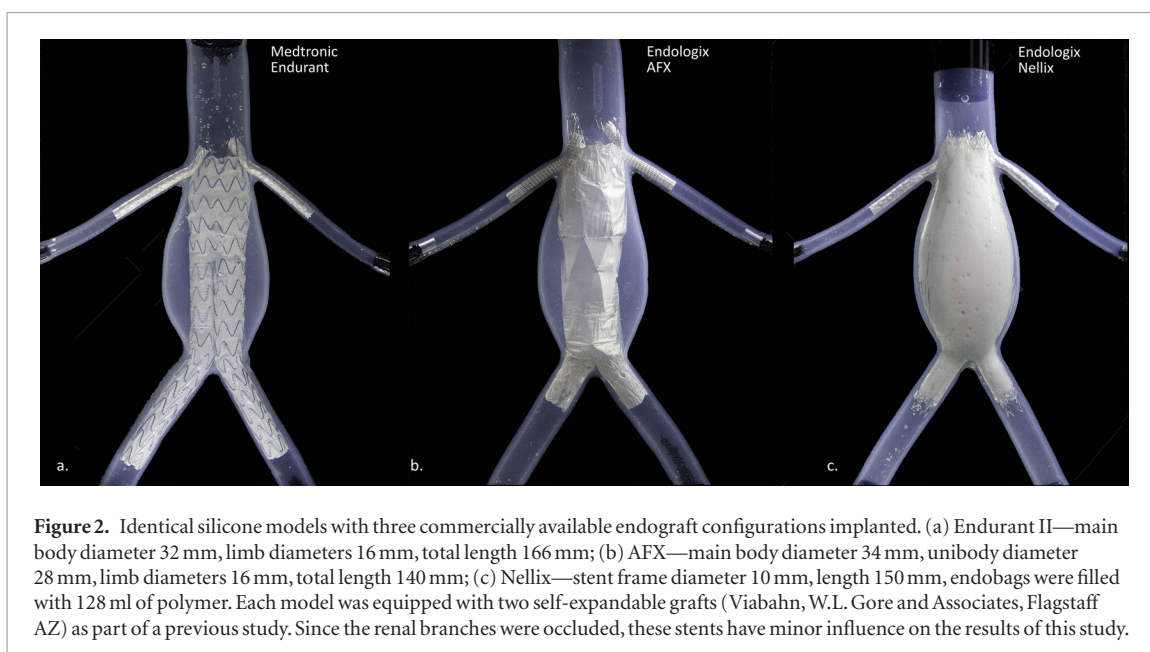 Medtronic
Endurant
Endologix
AFX
Endologix
Nellix
a.
b.
c.
Figure 2. Identical silicone models with three commercially available endograft configurations implanted. (a) Endurant II—main
body diameter 32 mm, limb diameters 16 mm, total length 166 mm; (b) AFX—main body diameter 34 mm, unibody diameter
28 mm, limb diameters 16 mm, total length 140 mm; (c) Nellix—stent frame diameter 10 mm, length 150 mm, endobags were filled
with 128 ml of polymer. Each model was equipped with two self-expandable grafts (Viabahn, W.L. Gore and Associates, Flagstaff
AZ) as part of a previous study. Since the renal branches were occluded, these stents have minor influence on the results of this study.